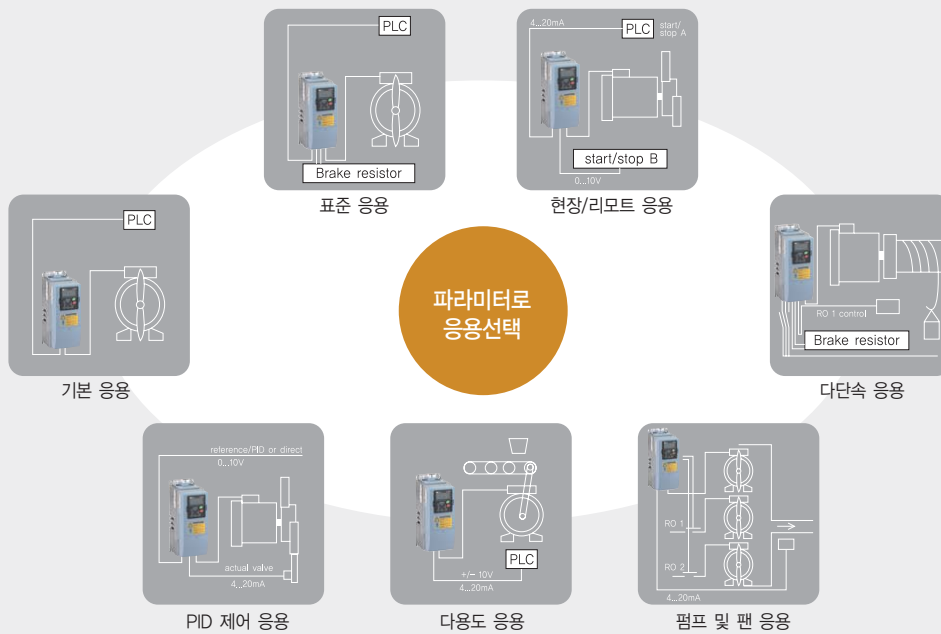 PLC
Brake resistor
표준 응용
4...20mA
PLC
start/
stop A
start/stop B
0...10V
현장/리모트 응용
PLC
기본 응용
파라미터로
응용선택
RO 1 control
Brake resistor
다단속 응용
reference/PID or direct
0...10V
actual valve
4...20mA
PID 제어 응용
+/- 10V
4...20mA
PLC
다용도 응용
RO 1
RO 2
4...20mA
펌프 및 팬 응용